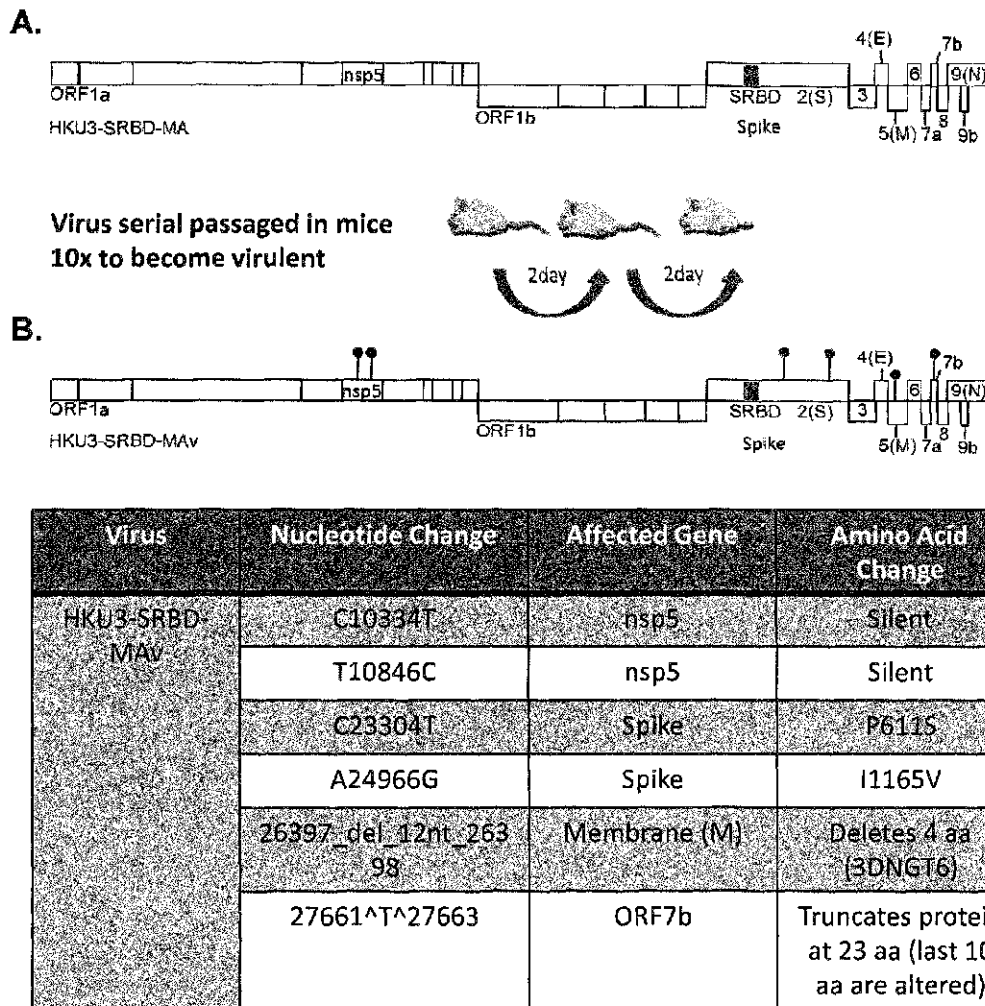 A.
4(E)
7b
nsp5
6
9(N)
ORF1a
SRBD
2(S)
3
ORF1b
8
HKU3-SRBD-MA
Spike
5(M)
7a
9b
Virus serial passaged in mice
10x to become virulent
2day
2day
B.
4(E)
7b
nsp5
6
9(N)
ORF1a
SRBD
2(S)
3
ORF1b
8
HKU3-SRBD-MAv
Spike
5(M)
7a
9b
Virus
Nucleotide Change
Affected Gene
Amino Acid
Change
HKU3-SRBD-
MAv
C10334T
nsp5
Silent
T10846C
nsp5
Silent
C23304T
Spike
P611S
A24966G
Spike
I1165V
26397_del_12nt_263
98
Membrane (M)
Deletes 4 aa
(3DNGT6)
27661^T^27663
ORF7b
Truncates protei
at 23 aa (last 10
aa are altered)